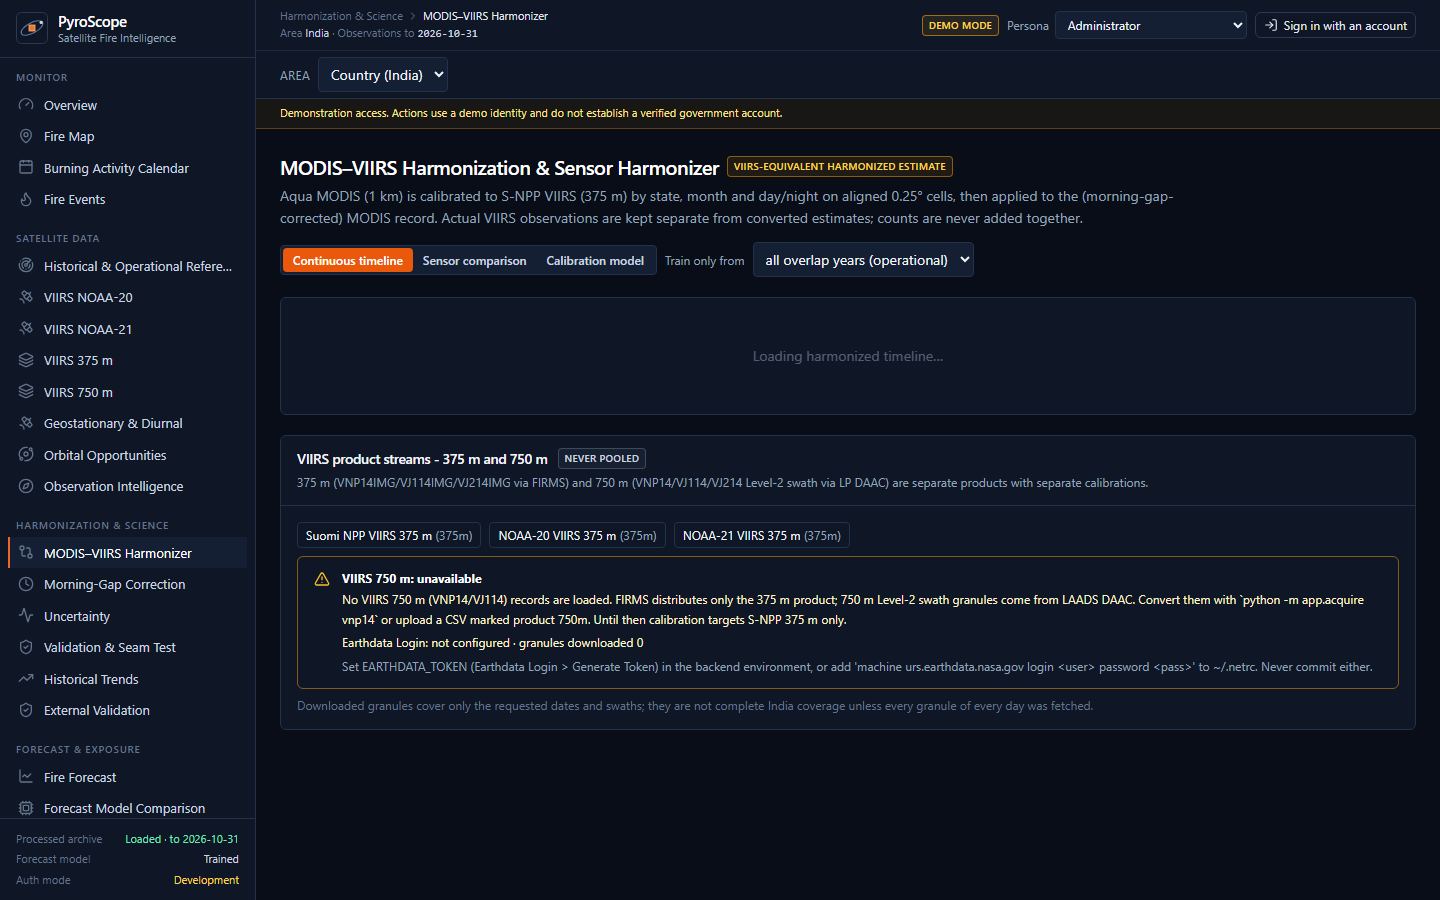 PyroScope
Satellite Fire Intelligence
MONITOR
Overview
Fire Map
Burning Activity Calendar
Fire Events
SATELLITE DATA
Historical & Operational Refere...
VIIRS NOAA-20
VIIRS NOAA-21
VIIRS 375 m
VIIRS 750 m
Geostationary & Diurnal
Orbital Opportunities
Observation Intelligence
HARMONIZATION & SCIENCE
MODIS–VIIRS Harmonizer
Morning-Gap Correction
Uncertainty
Validation & Seam Test
Historical Trends
External Validation
FORECAST & EXPOSURE
Fire Forecast
Forecast Model Comparison
Processed archive Loaded · to 2026-10-31
Forecast model Trained
Auth mode Development
Harmonization & Science > MODIS–VIIRS Harmonizer
Area India · Observations to 2026-10-31
DEMO MODE Persona Administrator Sign in with an account
AREA Country (India)
Demonstration access. Actions use a demo identity and do not establish a verified government account.
MODIS–VIIRS Harmonization & Sensor Harmonizer VIIRS-EQUIVALENT HARMONIZED ESTIMATE
Aqua MODIS (1 km) is calibrated to S-NPP VIIRS (375 m) by state, month and day/night on aligned 0.25° cells, then applied to the (morning-gap-
corrected) MODIS record. Actual VIIRS observations are kept separate from converted estimates; counts are never added together.
Continuous timeline Sensor comparison Calibration model Train only from all overlap years (operational)
Loading harmonized timeline...
VIIRS product streams - 375 m and 750 m NEVER POOLED
375 m (VNP14IMG/VJ114IMG/VJ214IMG via FIRMS) and 750 m (VNP14/VJ114/VJ214 Level-2 swath via LP DAAC) are separate products with separate calibrations.
Suomi NPP VIIRS 375 m (375m) NOAA-20 VIIRS 375 m (375m) NOAA-21 VIIRS 375 m (375m)
VIIRS 750 m: unavailable
No VIIRS 750 m (VNP14/VJ114) records are loaded. FIRMS distributes only the 375 m product; 750 m Level-2 swath granules come from LAADS DAAC. Convert them with `python -m app.acquire
vnp14` or upload a CSV marked product 750m. Until then calibration targets S-NPP 375 m only.
Earthdata Login: not configured · granules downloaded 0
Set EARTHDATA_TOKEN (Earthdata Login > Generate Token) in the backend environment, or add 'machine urs.earthdata.nasa.gov login <user> password <pass>' to ~/.netrc. Never commit either.
Downloaded granules cover only the requested dates and swaths; they are not complete India coverage unless every granule of every day was fetched.